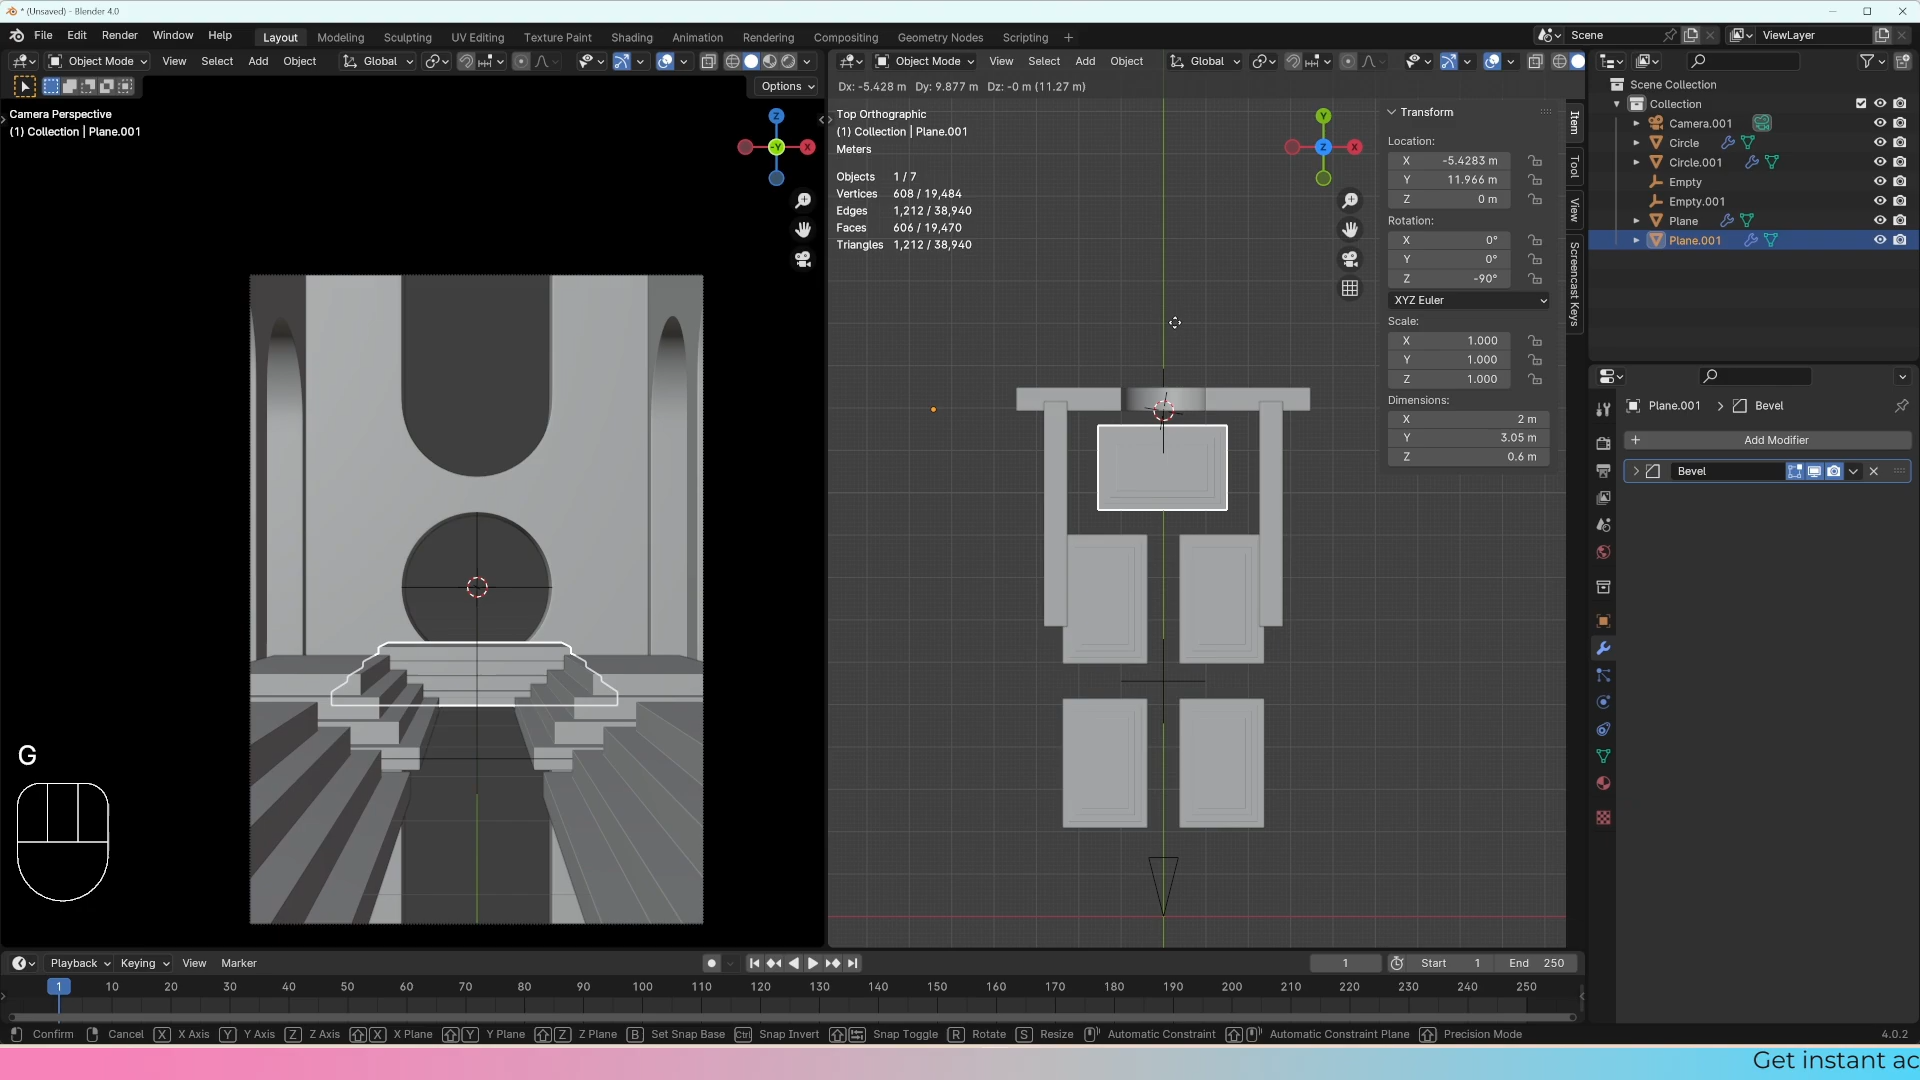 * (Unsaved) - Blender 4.0
File Edit Render Window Help
Layout Modeling Sculpting UV Editing Texture Paint Shading Animation Rendering Compositing Geometry Nodes Scripting +
Scene
ViewLayer
Object Mode View Select Add Object Global
Object Mode View Select Add Object Global
Options
Dx: -5.428 m Dy: 9.877 m Dz: -0 m (11.27 m)
Camera Perspective
(1) Collection | Plane.001
Z
-Y
X
Top Orthographic
(1) Collection | Plane.001
Meters
Objects 1 / 7
Vertices 608 / 19,484
Edges 1,212 / 38,940
Faces 606 / 19,470
Triangles 1,212 / 38,940
Y
Z
X
Transform
Location:
X -5.4283 m
Y 11.966 m
Z 0 m
Rotation:
X 0°
Y 0°
Z -90°
XYZ Euler
Scale:
X 1.000
Y 1.000
Z 1.000
Dimensions:
X 2 m
Y 3.05 m
Z 0.6 m
Item
Tool
View
Screencast Keys
Scene Collection
Collection
Camera.001
Circle
Circle.001
Empty
Empty.001
Plane
Plane.001
Plane.001 > Bevel
+ Add Modifier
Bevel
G
Playback Keying View Marker
1 Start 1 End 250
1 10 20 30 40 50 60 70 80 90 100 110 120 130 140 150 160 170 180 190 200 210 220 230 240 250
Confirm Cancel X X Axis Y Y Axis Z Z Axis X X Plane Y Y Plane Z Z Plane B Set Snap Base Ctrl Snap Invert Snap Toggle R Rotate S Resize Automatic Constraint Automatic Constraint Plane Precision Mode
4.0.2
Get instant ac